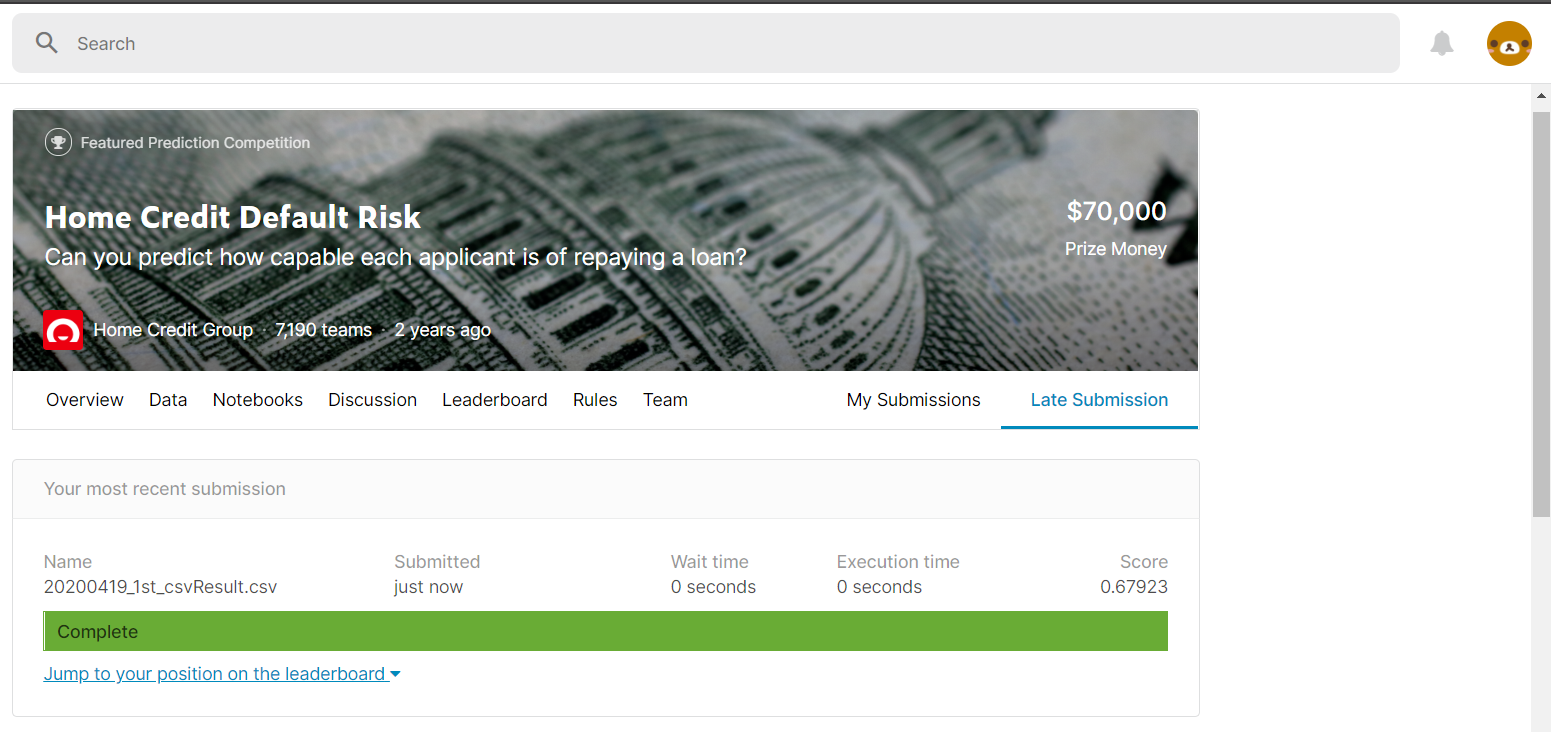 Search
Featured Prediction Competition
Home Credit Default Risk
$70,000
Can you predict how capable each applicant is of repaying a loan?
Prize Money
Home Credit Group · 7,190 teams · 2 years ago
Overview Data Notebooks Discussion Leaderboard Rules Team My Submissions Late Submission
Your most recent submission
Name Submitted Wait time Execution time Score
20200419_1st_csvResult.csv just now 0 seconds 0 seconds 0.67923
Complete
Jump to your position on the leaderboard